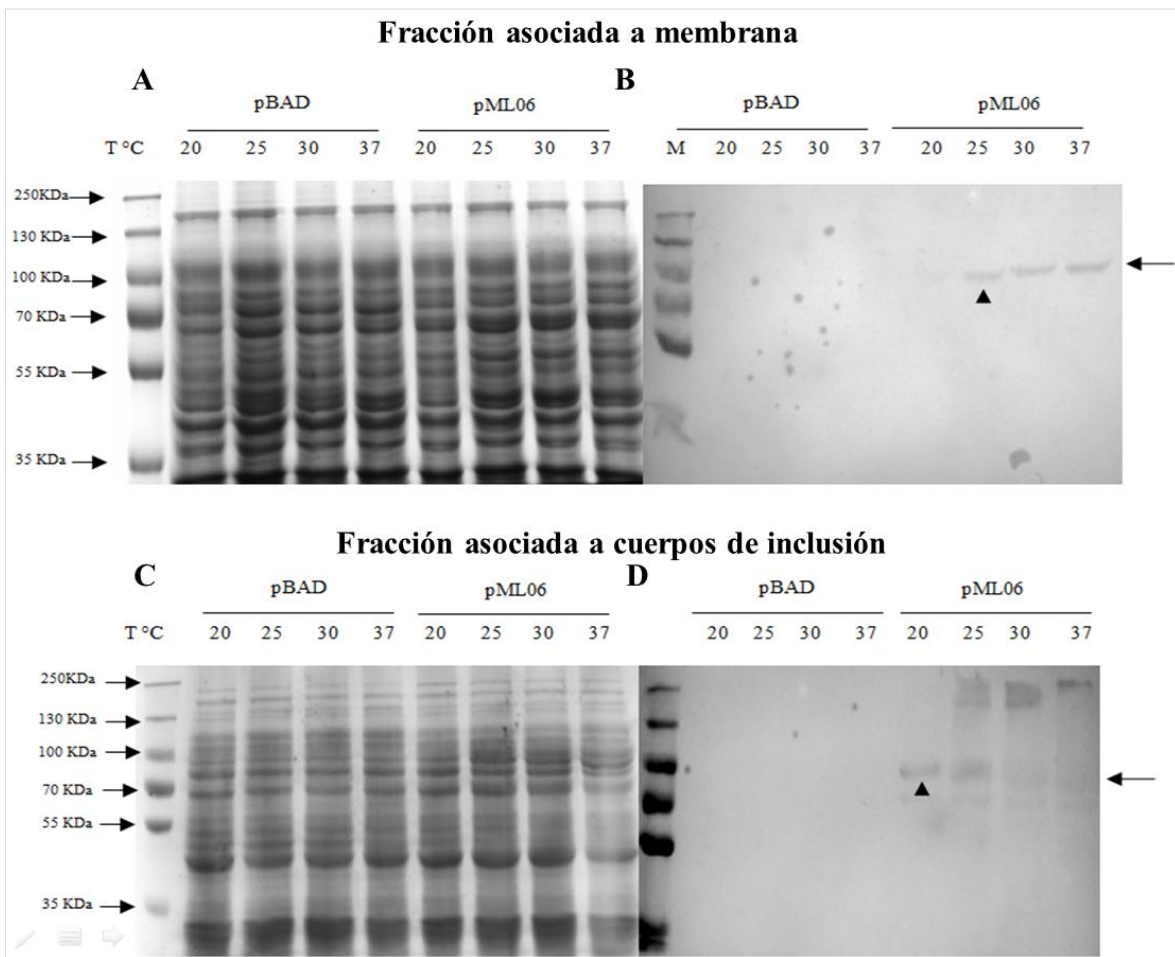 Fracción asociada a membrana
A
B
pBAD
pML06
pBAD
pML06
T °C 20 25 30 37 20 25 30 37
M 20 25 30 37 20 25 30 37
250KDa
130 KDa
100 KDa
70 KDa
55 KDa
35 KDa
Fracción asociada a cuerpos de inclusión
C
D
pBAD
pML06
pBAD
pML06
T °C 20 25 30 37 20 25 30 37
20 25 30 37 20 25 30 37
250KDa
130 KDa
100 KDa
70 KDa
55 KDa
35 KDa